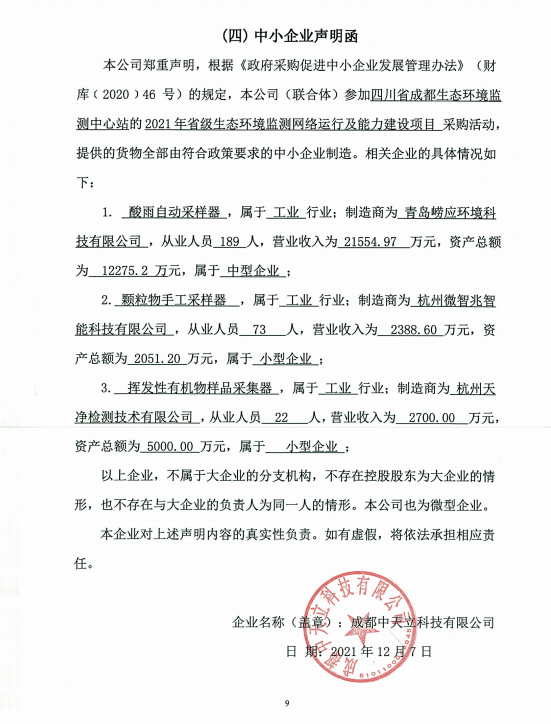 (四) 中小企业声明函
本公司郑重声明，根据《政府采购促进中小企业发展管理办法》（财
库﹝2020﹞46 号）的规定，本公司（联合体）参加四川省成都生态环境监
测中心站的 2021 年省级生态环境监测网络运行及能力建设项目 采购活动，
提供的货物全部由符合政策要求的中小企业制造。相关企业的具体情况如
下：
1. 酸雨自动采样器 ，属于 工业 行业；制造商为 青岛崂应环境科
技有限公司 ，从业人员 189 人，营业收入为 21554.97 万元，资产总额
为 12275.2 万元，属于 中型企业 ；
2. 颗粒物手工采样器 ，属于 工业 行业；制造商为 杭州微智兆智
能科技有限公司 ，从业人员 73 人，营业收入为 2388.60 万元，资
产总额为 2051.20 万元，属于 小型企业 ；
3. 挥发性有机物样品采集器 ，属于 工业 行业；制造商为 杭州天
净检测技术有限公司 ，从业人员 22 人，营业收入为 2700.00 万元，
资产总额为 5000.00 万元，属于 小型企业 ；
以上企业，不属于大企业的分支机构，不存在控股股东为大企业的情
形，也不存在与大企业的负责人为同一人的情形。本公司也为微型企业。
本企业对上述声明内容的真实性负责。如有虚假，将依法承担相应责
任。
企业名称（盖章）：成都中天立科技有限公司
日 期：2021 年 12 月 7 日
成都中天立科技有限公司
9